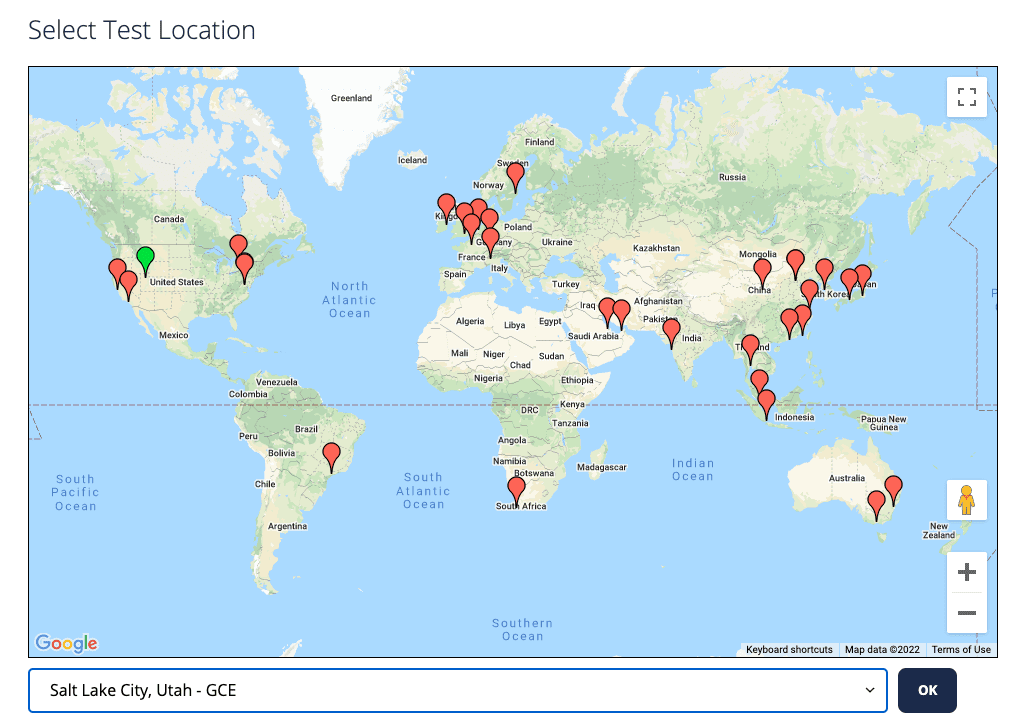 Select Test Location
Greenland
Iceland
Finland
Sweden
Norway
Russia
Canada
Poland
Ukraine
Kazakhstan
Mongolia
France
Italy
Spain
Turkey
United States
North
Atlantic
Ocean
China
South Korea
Iraq
Afghanistan
Pakistan
Algeria
Libya
Egypt
Saudi Arabia
India
Mexico
Thailand
Mali
Niger
Chad
Sudan
Nigeria
Ethiopia
Venezuela
Colombia
DRC
Kenya
Tanzania
Indonesia
Papua New
Guinea
Peru
Brazil
Bolivia
Angola
Namibia
Botswana
Madagascar
Indian
Ocean
South
Pacific
Ocean
South
Atlantic
Ocean
Chile
Australia
South Africa
Argentina
New
Zealand
Southern
Ocean
Google
Keyboard shortcuts
Map data ©2022
Terms of Use
Salt Lake City, Utah - GCE
OK